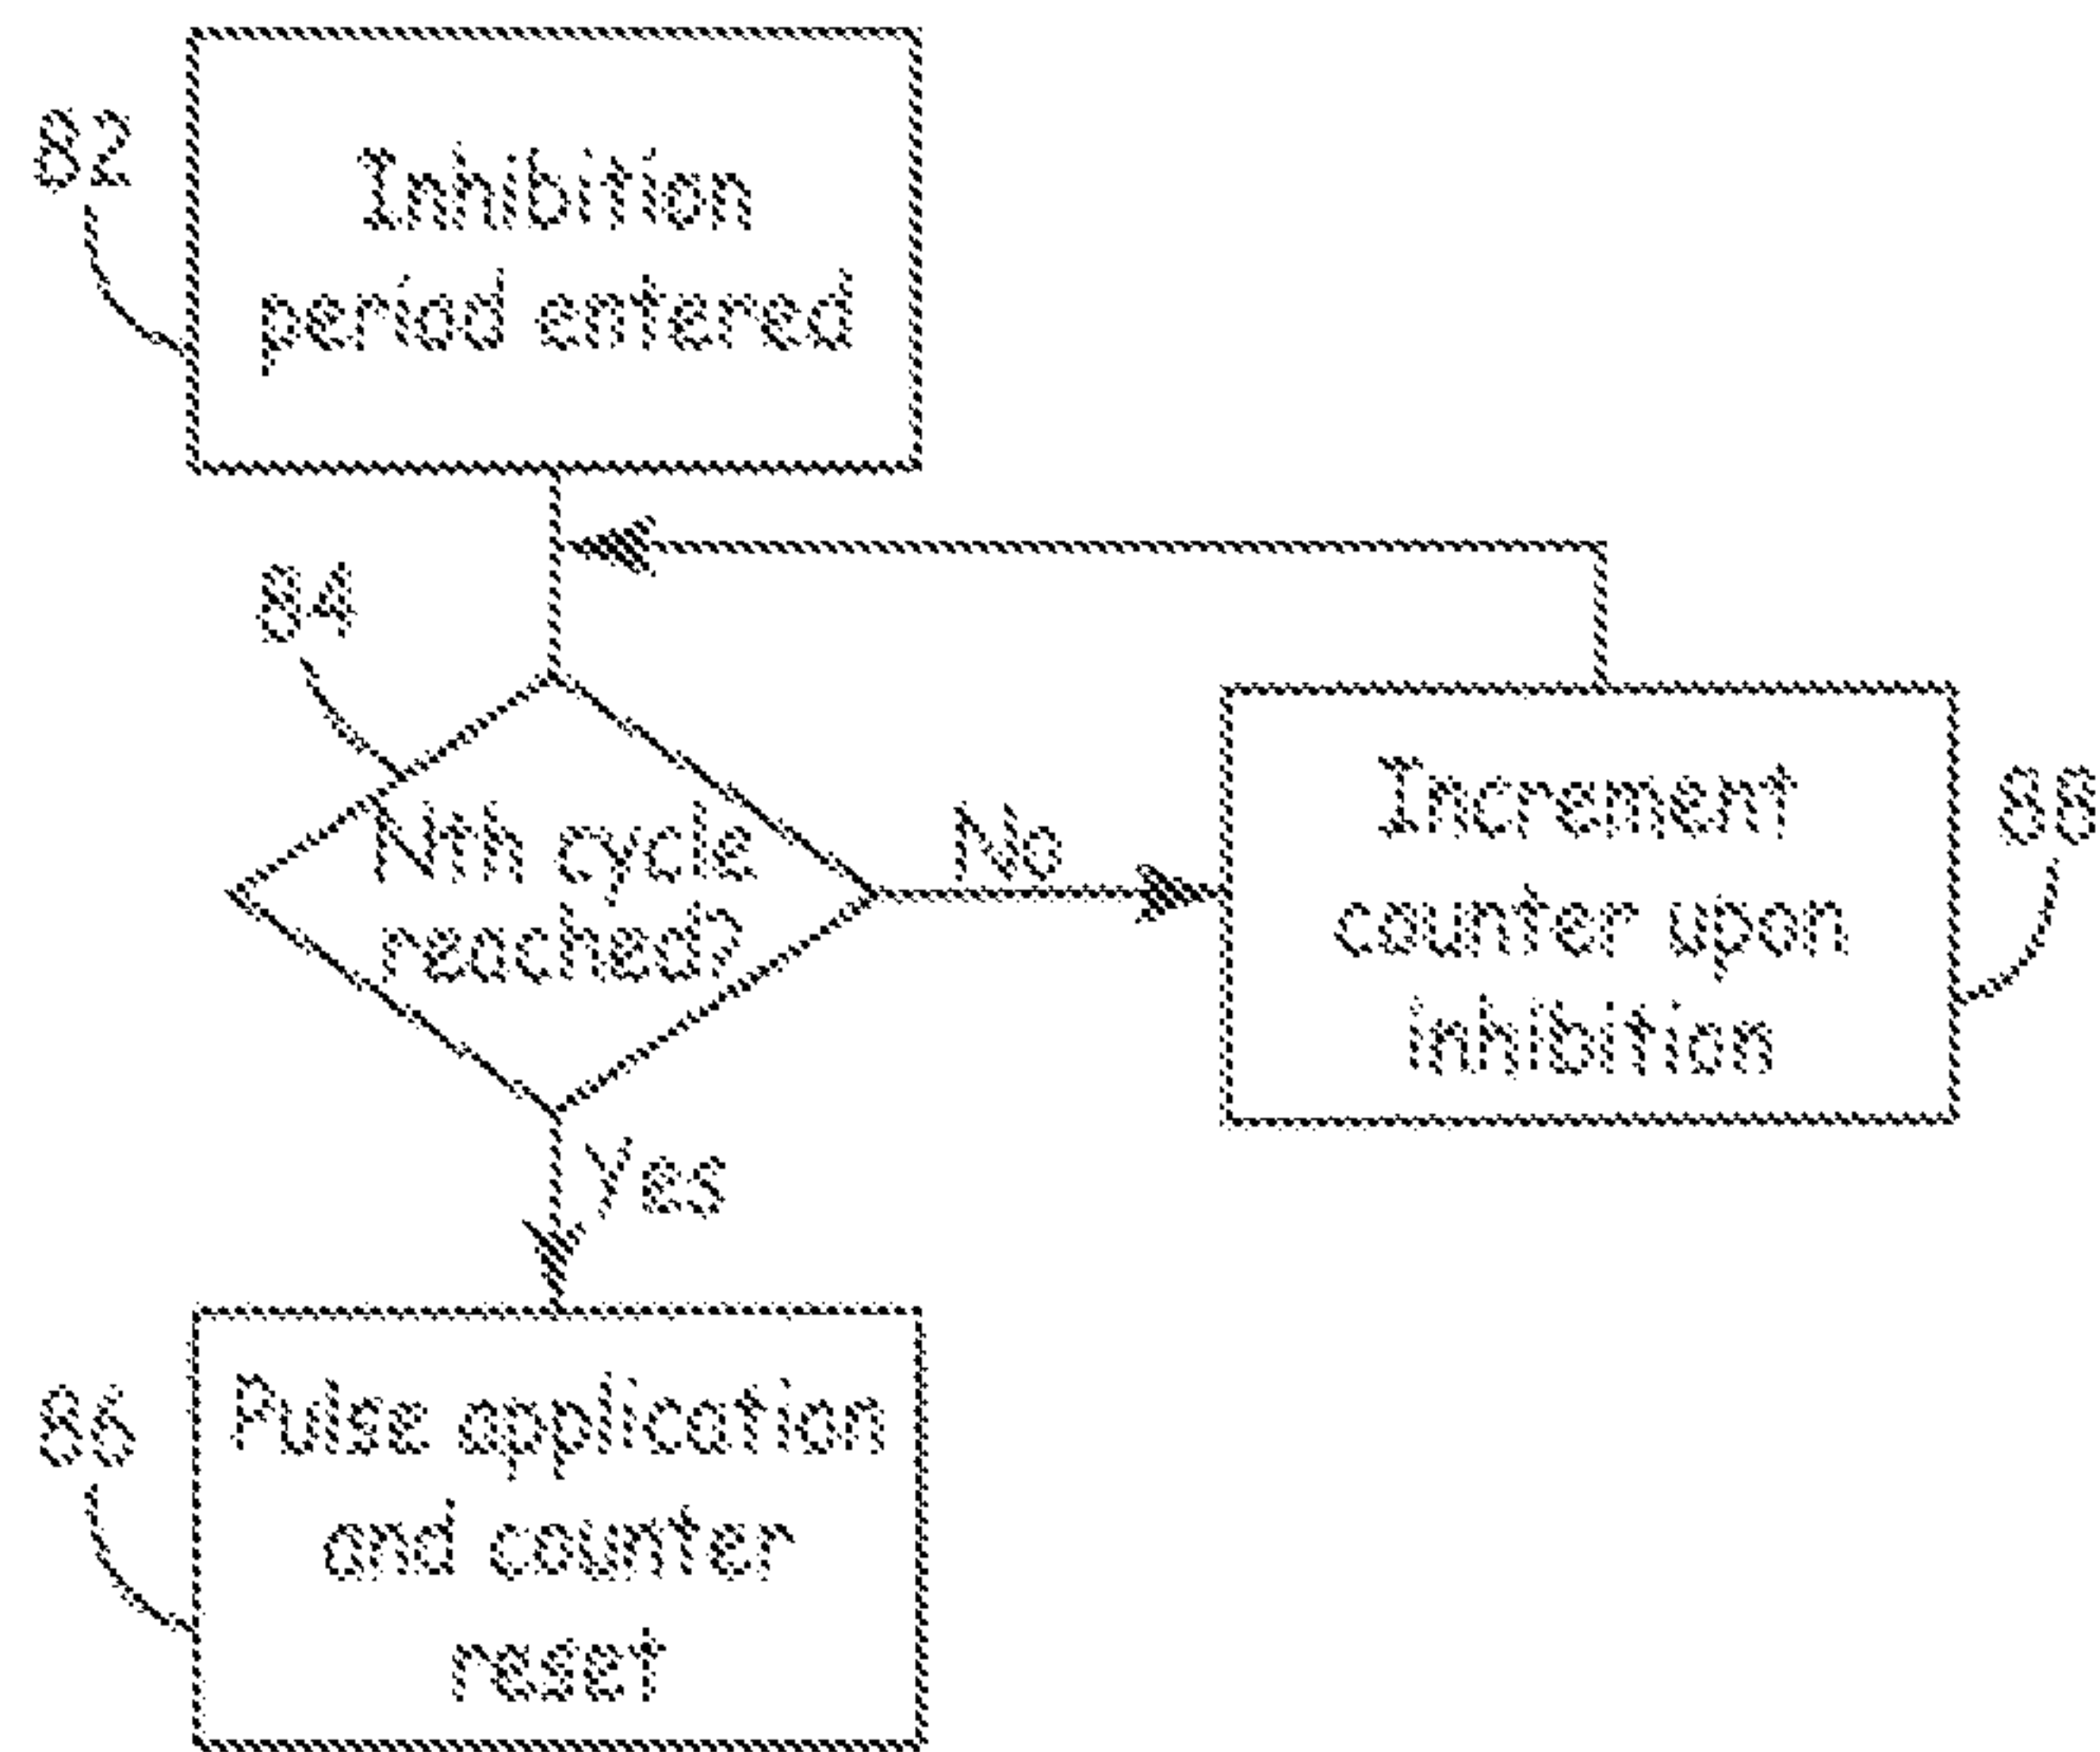 82
Inhibition
period entered
84
Nth cycle
reached?
No
Increment
counter upon
inhibition
88
Yes
86
Pulse application
and counter
reset